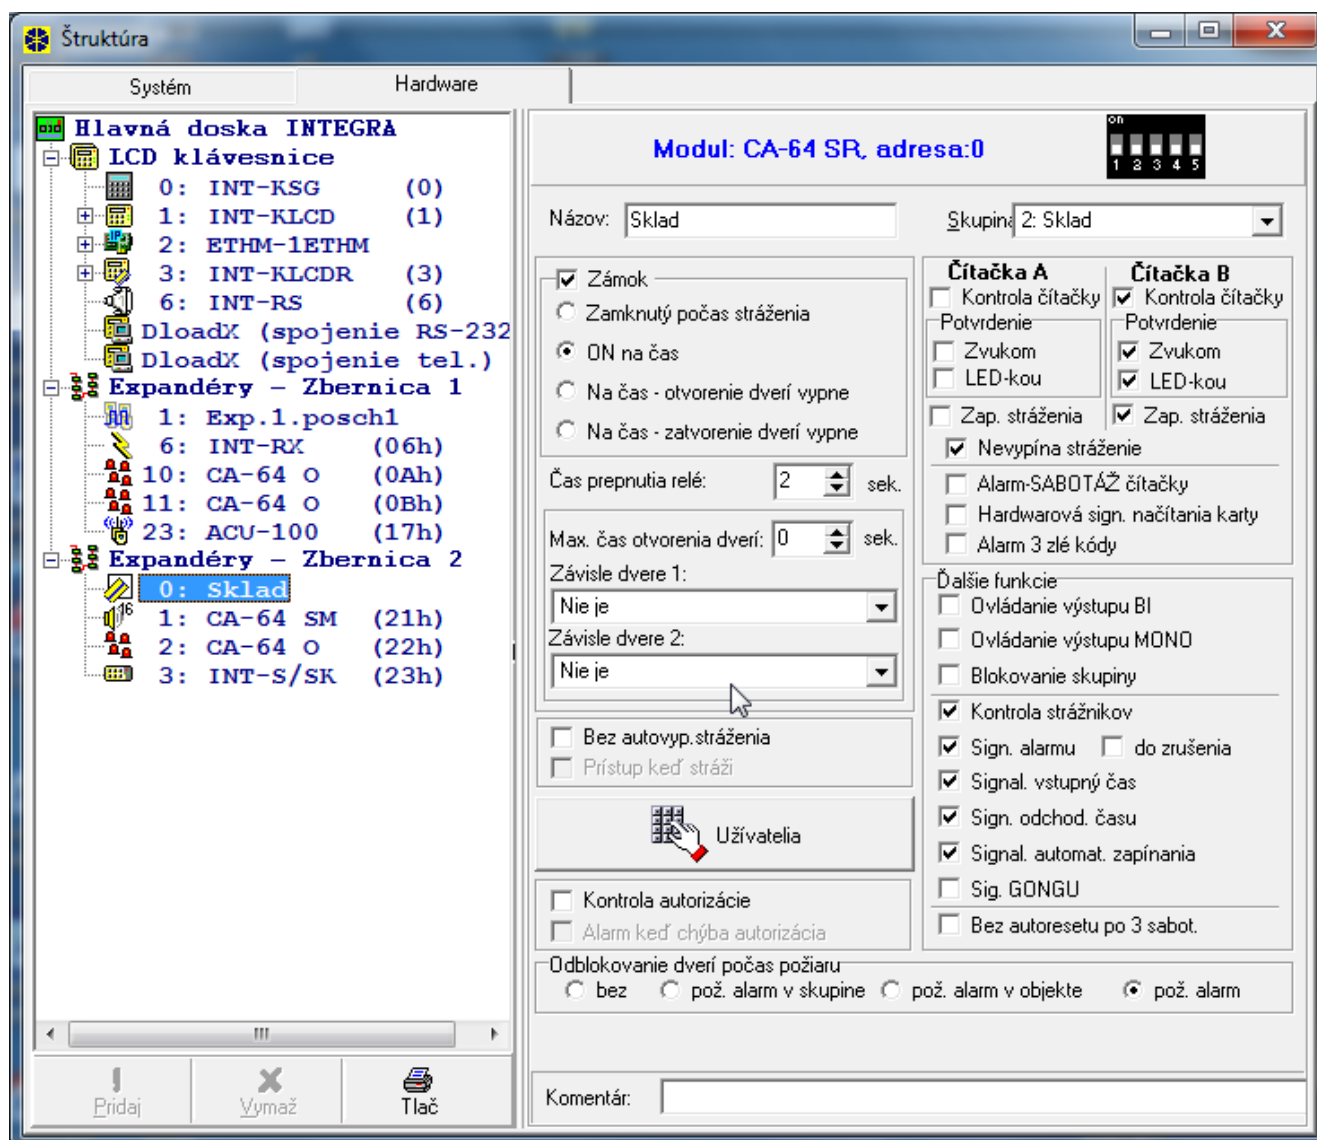 Štruktúra
Systém
Hardware
Hlavná doska INTEGRA
LCD klávesnice
0: INT-KSG (0)
1: INT-KLCD (1)
2: ETHM-1ETHM
3: INT-KLCDR (3)
6: INT-RS (6)
DloadX (spojenie RS-232
DloadX (spojenie tel.)
Expandéry – Zbernica 1
1: Exp.1.posch1
6: INT-RX (06h)
10: CA-64 O (0Ah)
11: CA-64 O (0Bh)
23: ACU-100 (17h)
Expandéry – Zbernica 2
0: Sklad
1: CA-64 SM (21h)
2: CA-64 O (22h)
3: INT-S/SK (23h)
Pridaj
Vymaž
Tlač
Modul: CA-64 SR, adresa:0
on
1 2 3 4 5
Názov: Sklad
Skupina 2: Sklad
Zámok
Zamknutý počas stráženia
ON na čas
Na čas - otvorenie dverí vypne
Na čas - zatvorenie dverí vypne
Čas prepnutia relé: 2 sek.
Max. čas otvorenia dverí: 0 sek.
Závisle dvere 1:
Nie je
Závisle dvere 2:
Nie je
Bez autovyp.stráženia
Prístup keď stráži
Užívatelia
Kontrola autorizácie
Alarm keď chýba autorizácia
Čítačka A
Čítačka B
Kontrola čítačky
Kontrola čítačky
Potvrdenie
Potvrdenie
Zvukom
Zvukom
LED-kou
LED-kou
Zap. stráženia
Zap. stráženia
Nevypína stráženie
Alarm-SABOTÁŽ čítačky
Hardwarová sign. načítania karty
Alarm 3 zlé kódy
Ďalšie funkcie
Ovládanie výstupu BI
Ovládanie výstupu MONO
Blokovanie skupiny
Kontrola strážnikov
Sign. alarmu
do zrušenia
Signal. vstupný čas
Sign. odchod. času
Signal. automat. zapínania
Sig. GONGU
Bez autoresetu po 3 sabot.
Odblokovanie dverí počas požiaru
bez
pož. alarm v skupine
pož. alarm v objekte
pož. alarm
Komentár: